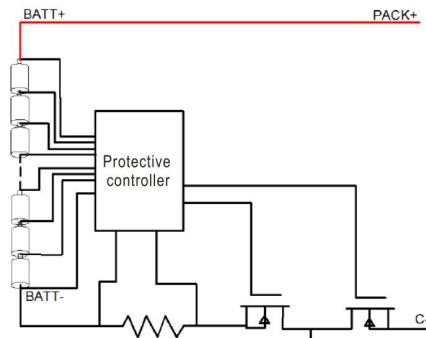 BATT+
PACK+
Protective
controller
BATT-
C-